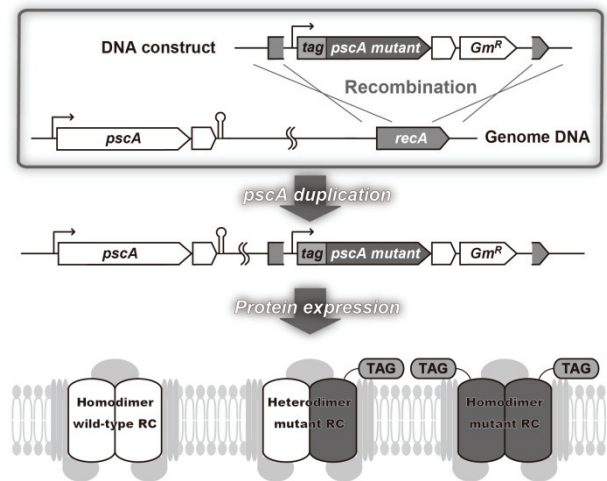 DNA construct
tag pscA mutant Gm^R
Recombination
pscA recA Genome DNA
pscA duplication
pscA tag pscA mutant Gm^R
Protein expression
TAG TAG TAG
Homodimer Heterodimer Homodimer
wild-type RC mutant RC mutant RC